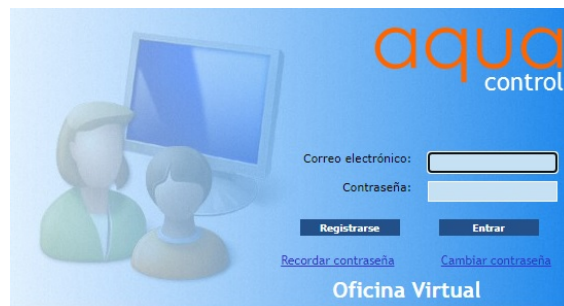 aqua
control
Correo electrónico:
Contraseña:
Registrarse Entrar
Recordar contraseña Cambiar contraseña
Oficina Virtual